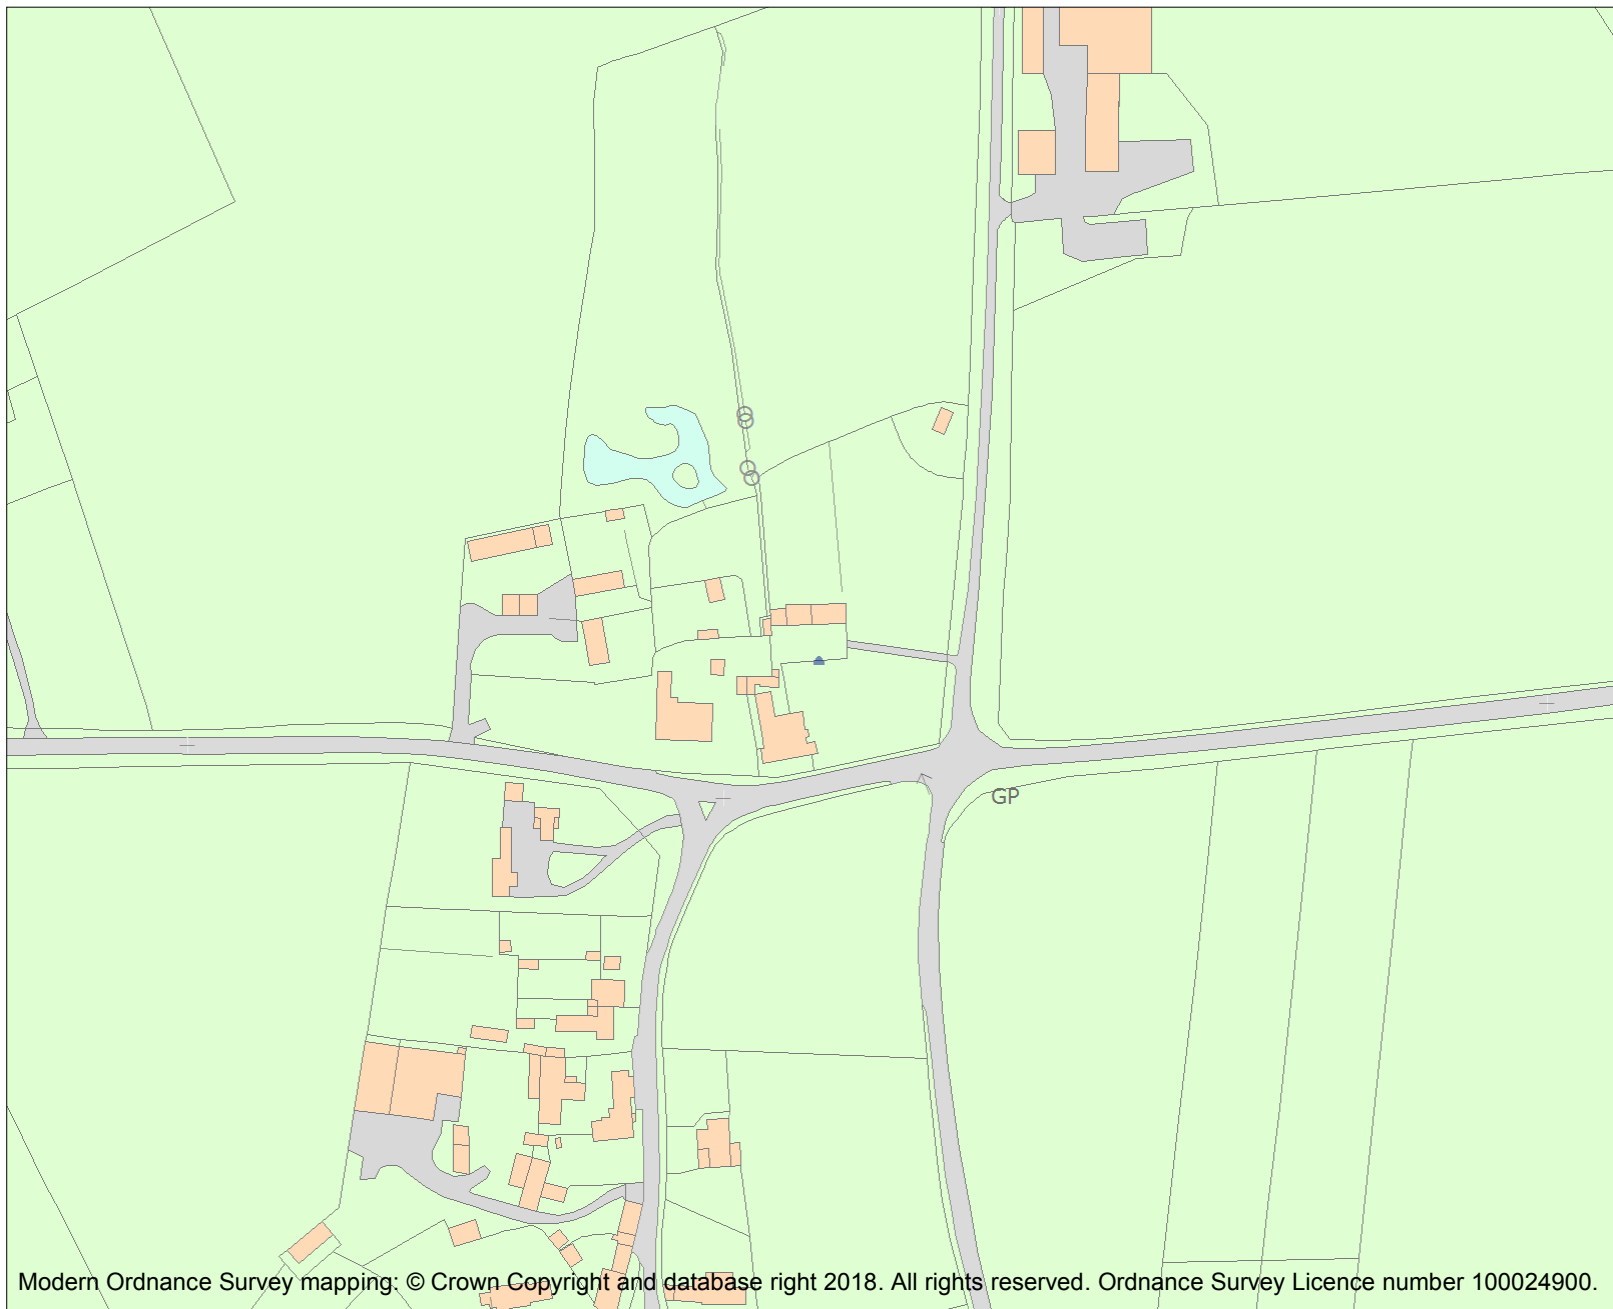 GP
Modern Ordnance Survey mapping: © Crown Copyright and database right 2018. All rights reserved. Ordnance Survey Licence number 100024900.